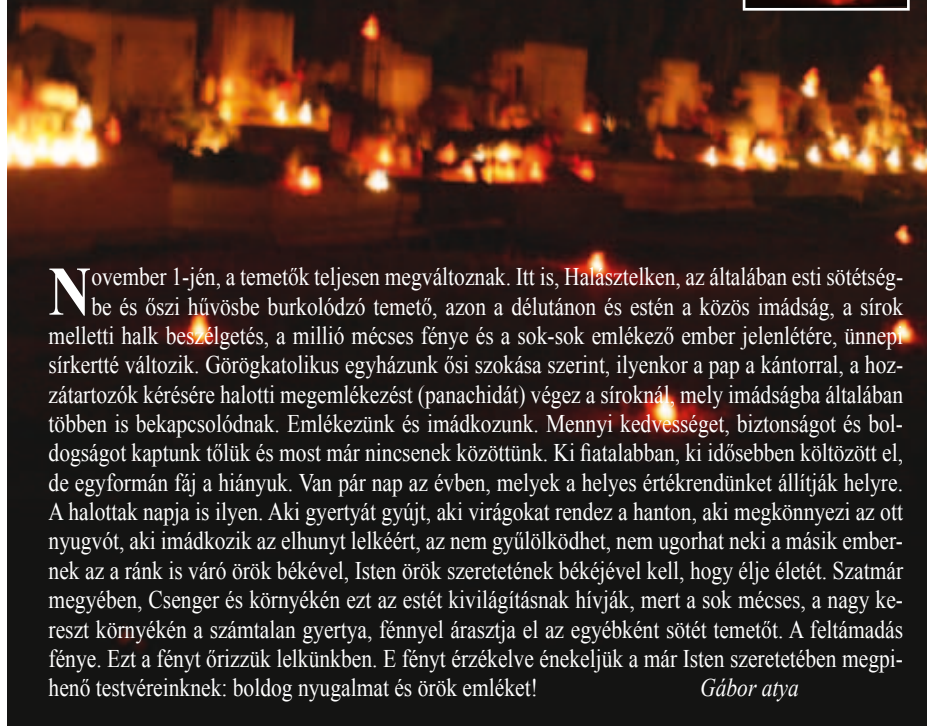 November 1-jén, a temetők teljesen megváltoznak. Itt is, Halásztelken, az általában esti sötétség-
be és őszi hűvösbe burkolódzó temető, azon a délutánon és estén a közös imádság, a sírok
melletti halk beszélgetés, a millió mécses fénye és a sok-sok emlékező ember jelenlétére, ünnepi
sírkertté változik. Görögkatolikus egyházunk ősi szokása szerint, ilyenkor a pap a kántorral, a hoz-
zátartozók kérésére halotti megemlékezést (panachidát) végez a síroknál, mely imádságba általában
többen is bekapcsolódnak. Emlékezünk és imádkozunk. Mennyi kedvességet, biztonságot és bol-
dogságot kaptunk tőlük és most már nincsenek közöttünk. Ki fiatalabban, ki idősebben költözött el,
de egyformán fáj a hiányuk. Van pár nap az évben, melyek a helyes értékrendünket állítják helyre.
A halottak napja is ilyen. Aki gyertyát gyújt, aki virágokat rendez a hanton, aki megkönnyezi az ott
nyugvót, aki imádkozik az elhunyt lelkéért, az nem gyűlölködhet, nem ugorhat neki a másik ember-
nek az a ránk is váró örök békével, Isten örök szeretetének békéjével kell, hogy élje életét. Szatmár
megyében, Csenger és környékén ezt az estét kivilágításnak hívják, mert a sok mécses, a nagy ke-
reszt környékén a számtalan gyertya, fénnyel árasztja el az egyébként sötét temetőt. A feltámadás
fénye. Ezt a fényt őrizzük lelkünkben. E fényt érzékelve énekeljük a már Isten szeretetében megpi-
henő testvéreinknek: boldog nyugalmat és örök emléket! Gábor atya